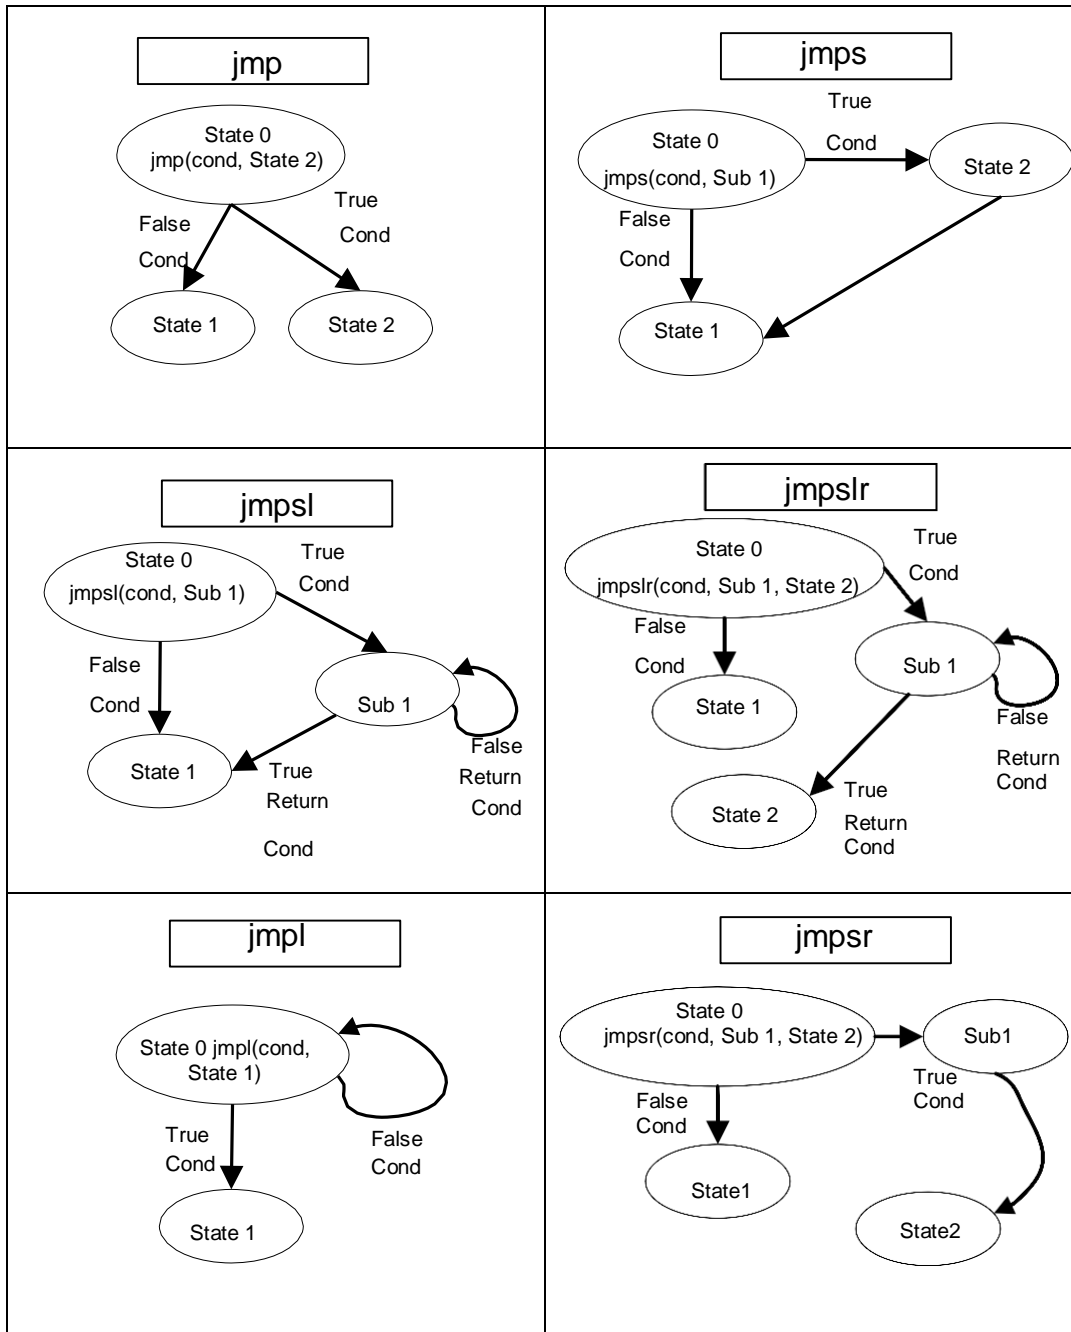 jmp
State 0
jmp(cond, State 2)
False
Cond
True
Cond
State 1
State 2
jmps
True
Cond
State 0
jmps(cond, Sub 1)
State 2
False
Cond
State 1
jmpsl
State 0
jmpsl(cond, Sub 1)
True
Cond
False
Cond
Sub 1
State 1
True
Return
Cond
False
Return
Cond
jmpslr
State 0
jmpslr(cond, Sub 1, State 2)
True
Cond
False
Cond
Sub 1
State 1
False
Return
Cond
State 2
True
Return
Cond
jmpl
State 0 jmpl(cond,
State 1)
True
Cond
False
Cond
State 1
jmpsr
State 0
jmpsr(cond, Sub 1, State 2)
Sub1
True
Cond
False
Cond
State1
State2